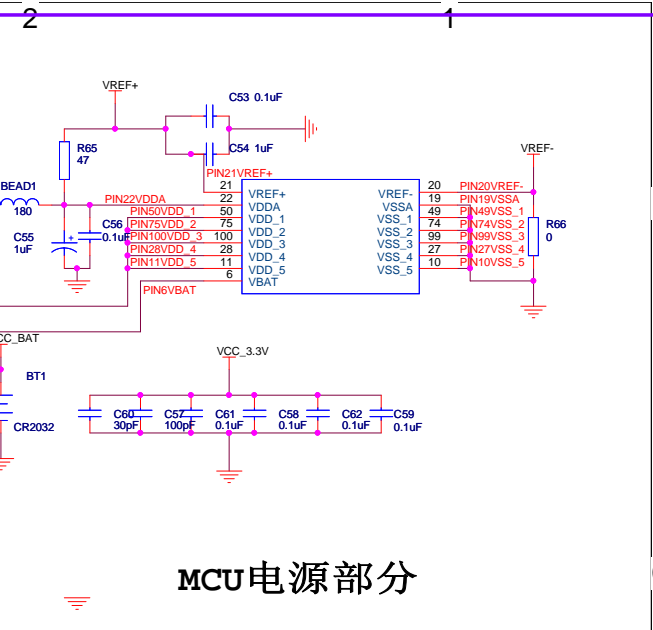 2 1
VREF+
C53 0.1uF
R65
47
C54 1uF
VREF-
PIN21VREF+
BEAD1
180
PIN22VDDA
PIN50VDD_1
PIN75VDD_2
PIN100VDD_3
PIN28VDD_4
PIN11VDD_5
PIN6VBAT
21
22
50
75
100
28
11
6
VREF+
VDDA
VDD_1
VDD_2
VDD_3
VDD_4
VDD_5
VBAT
VREF-
VSSA
VSS_1
VSS_2
VSS_3
VSS_4
VSS_5
20
19
49
74
99
27
10
PIN20VREF-
PIN19VSSA
PIN49VSS_1
PIN74VSS_2
PIN99VSS_3
PIN27VSS_4
PIN10VSS_5
R66
0
C55
1uF
+
C56
0.1uF
CC_BAT
BT1
CR2032
VCC_3.3V
C60
30pF
C57
100pF
C61
0.1uF
C58
0.1uF
C62
0.1uF
C59
0.1uF
MCU电源部分